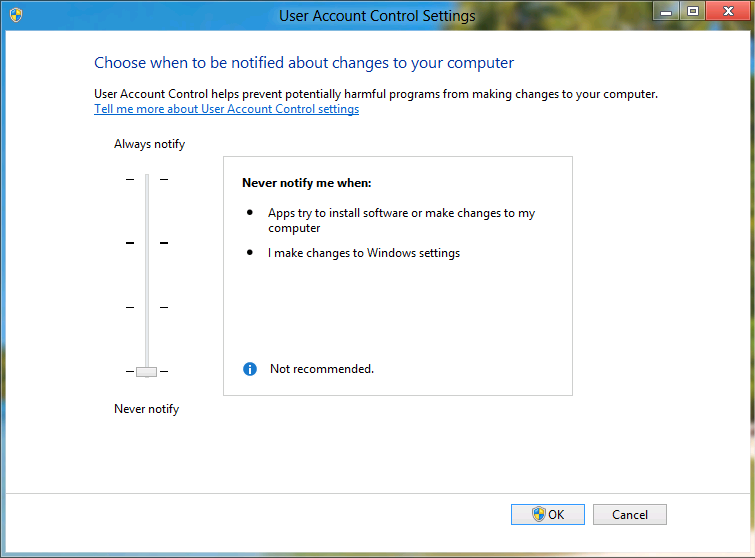 User Account Control Settings
Choose when to be notified about changes to your computer
User Account Control helps prevent potentially harmful programs from making changes to your computer.
Tell me more about User Account Control settings
Always notify
Never notify me when:
• Apps try to install software or make changes to my
computer
• I make changes to Windows settings
Not recommended.
Never notify
OK
Cancel